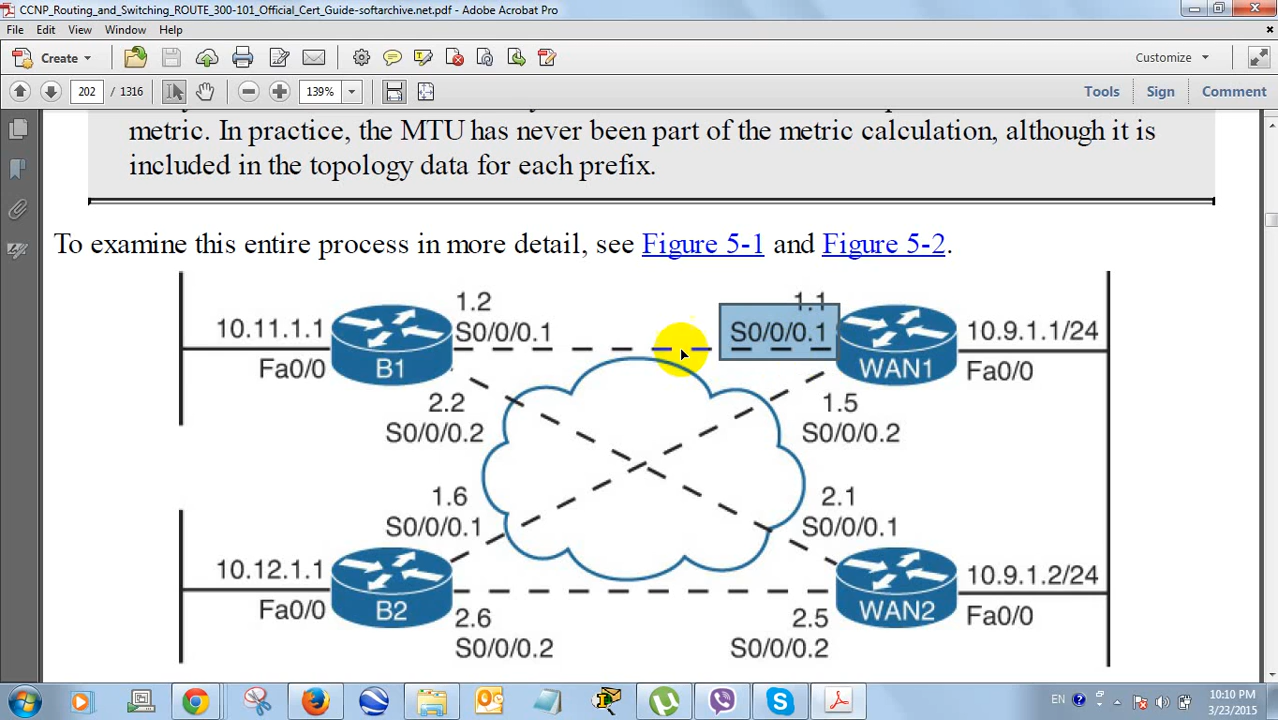 CCNP_Routing_and_Switching_ROUTE_300-101_Official_Cert_Guide-softarchive.net.pdf - Adobe Acrobat Pro
File Edit View Window Help
Create Customize
202 / 1316 139% Tools Sign Comment
metric. In practice, the MTU has never been part of the metric calculation, although it is
included in the topology data for each prefix.
To examine this entire process in more detail, see Figure 5-1 and Figure 5-2.
1.2 1.1
10.11.1.1 S0/0/0.1 S0/0/0.1 10.9.1.1/24
Fa0/0 B1 WAN1 Fa0/0
2.2 1.5
S0/0/0.2 S0/0/0.2
1.6 2.1
S0/0/0.1 S0/0/0.1
10.12.1.1 10.9.1.2/24
Fa0/0 B2 WAN2 Fa0/0
2.6 2.5
S0/0/0.2 S0/0/0.2
EN 10:10 PM
3/23/2015